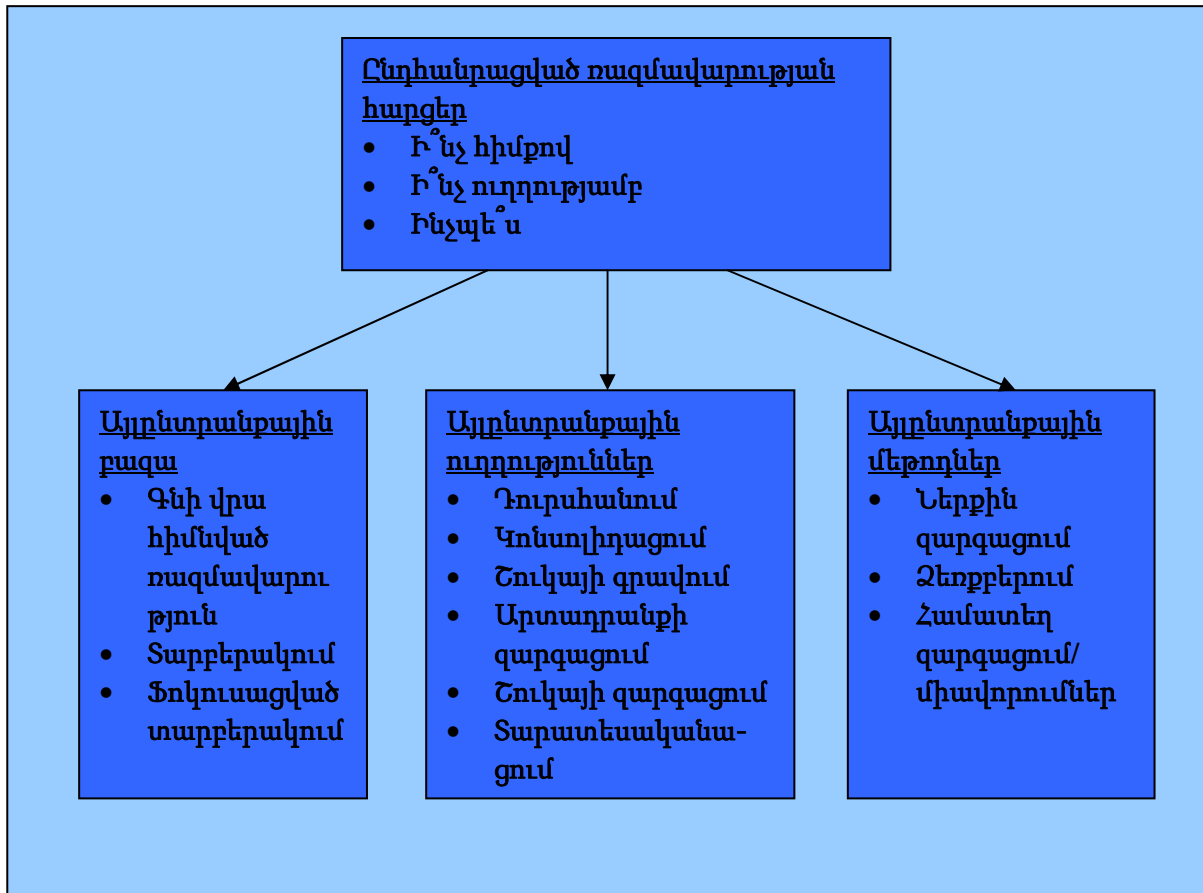 Ընդհանրացված ռազմավարության
հարցեր
• Ի՞նչ հիմքով
• Ի՞նչ ուղղությամբ
• Ինչպե՞ս
Այլընտրանքային
բազա
• Գնի վրա
հիմնված
ռազմավարու
թյուն
• Տարբերակում
• Ֆոկուսացված
տարբերակում
Այլընտրանքային
ուղղություններ
• Դուրսհանում
• Կոնսոլիդացում
• Շուկայի գրավում
• Արտադրանքի
զարգացում
• Շուկայի զարգացում
• Տարատեսականա-
ցում
Այլընտրանքային
մեթոդներ
• Ներքին
զարգացում
• Ձեռքբերում
• Համատեղ
զարգացում/
միավորումներ